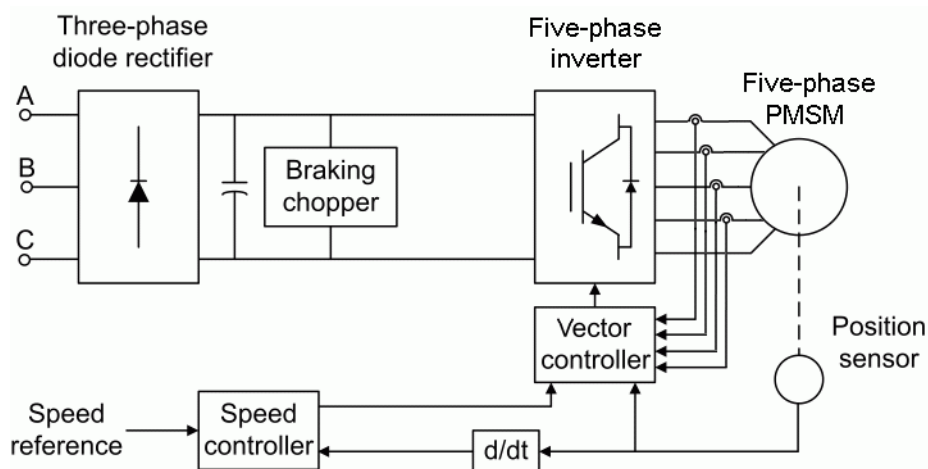 Three-phase
diode rectifier
Five-phase
inverter
Five-phase
PMSM
A
B
C
Braking
chopper
Vector
controller
Position
sensor
Speed
reference
Speed
controller
d/dt